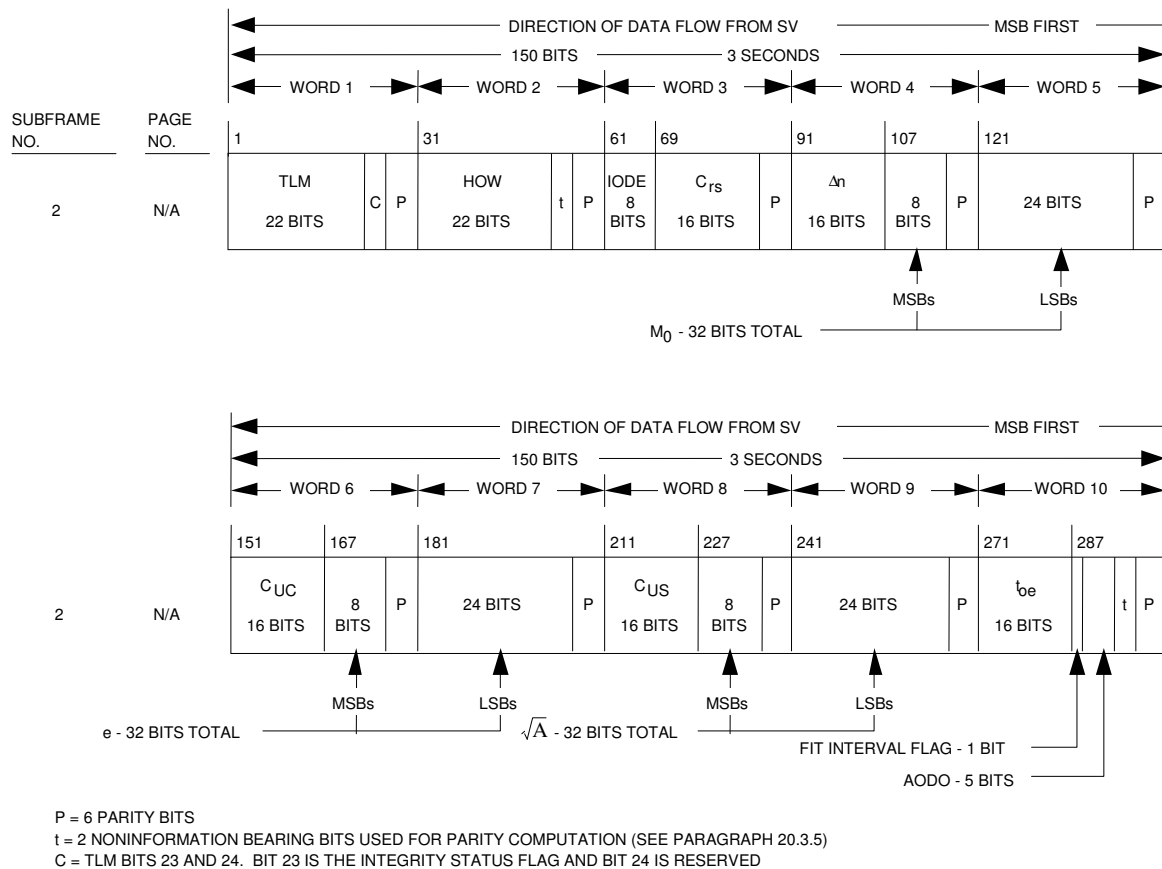 DIRECTION OF DATA FLOW FROM SV MSB FIRST
150 BITS 3 SECONDS
WORD 1 WORD 2 WORD 3 WORD 4 WORD 5
SUBFRAME NO. PAGE NO.
1 31 61 69 91 107 121
2 N/A
TLM 22 BITS C P HOW 22 BITS t P IODE 8 BITS Crs 16 BITS P Δn 16 BITS 8 BITS P 24 BITS P
MSBs LSBs
M0 - 32 BITS TOTAL
DIRECTION OF DATA FLOW FROM SV MSB FIRST
150 BITS 3 SECONDS
WORD 6 WORD 7 WORD 8 WORD 9 WORD 10
151 167 181 211 227 241 271 287
2 N/A
CUC 16 BITS 8 BITS P 24 BITS P CUS 16 BITS 8 BITS P 24 BITS P toe 16 BITS t P
MSBs LSBs MSBs LSBs
e - 32 BITS TOTAL √A - 32 BITS TOTAL
FIT INTERVAL FLAG - 1 BIT
AODO - 5 BITS
P = 6 PARITY BITS
t = 2 NONINFORMATION BEARING BITS USED FOR PARITY COMPUTATION (SEE PARAGRAPH 20.3.5)
C = TLM BITS 23 AND 24. BIT 23 IS THE INTEGRITY STATUS FLAG AND BIT 24 IS RESERVED